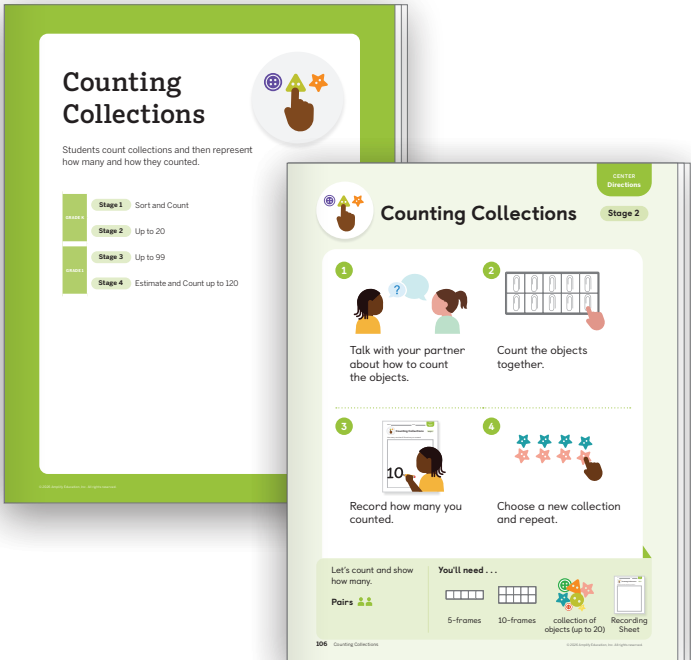 Counting
Collections
Students count collections and then represent
how many and how they counted.
GRADE K
Stage 1 Sort and Count
Stage 2 Up to 20
GRADE 1
Stage 3 Up to 99
Stage 4 Estimate and Count up to 120
CENTER
Directions
Counting Collections
Stage 2
1
?
Talk with your partner
about how to count
the objects.
2
Count the objects
together.
3
Counting Collections
10
Record how many you
counted.
4
Choose a new collection
and repeat.
Let's count and show
how many.
Pairs
You'll need . . .
5-frames
10-frames
collection of
objects (up to 20)
Recording
Sheet
106 Counting Collections